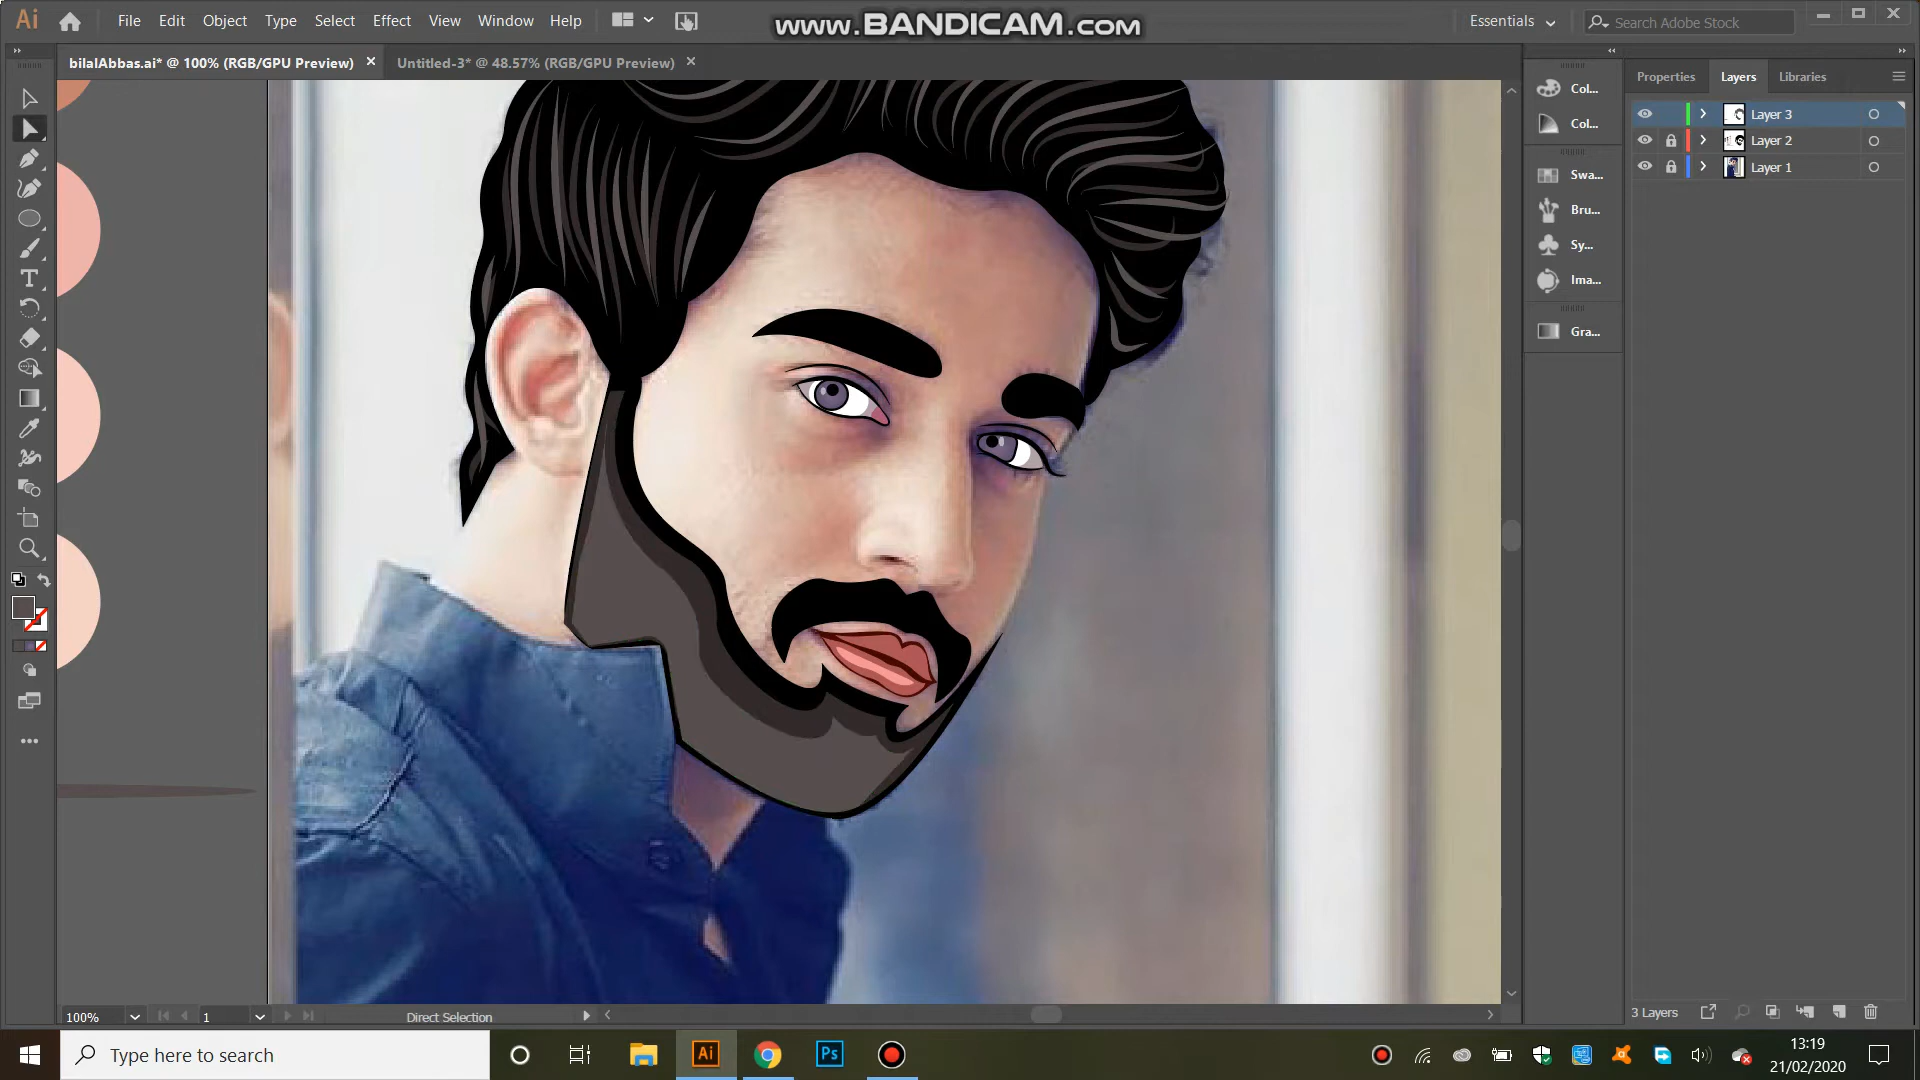 Ai File Edit Object Type Select Effect View Window Help www.BANDICAM.com Essentials Search Adobe Stock
bilalAbbas.ai* @ 100% (RGB/GPU Preview) × Untitled-3* @ 48.57% (RGB/GPU Preview) ×
Properties Layers Libraries
Col...
Col...
Swa...
Bru...
Sy...
Ima...
Gra...
Layer 3
Layer 2
Layer 1
100% 1 Direct Selection
3 Layers
Type here to search
Ai
Ps
13:19
21/02/2020